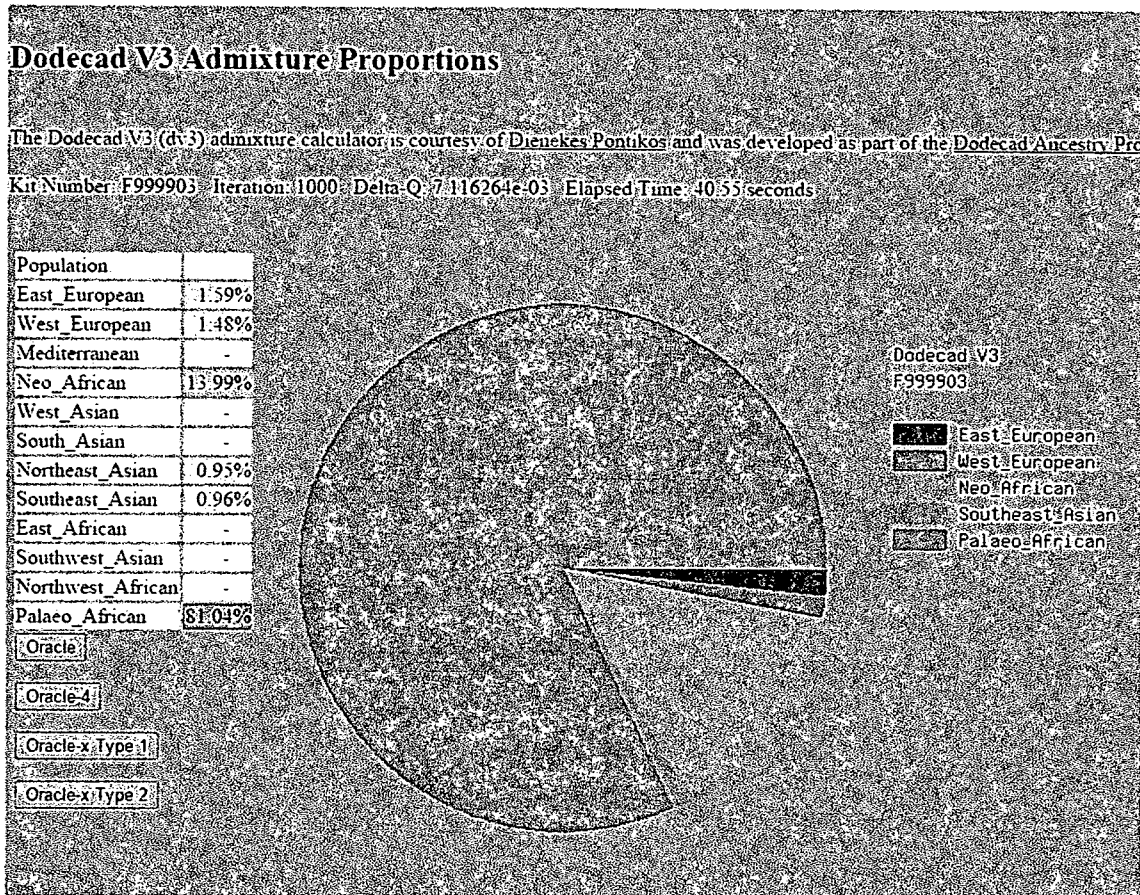 Dodecad V3 Admixture Proportions
The Dodecad V3 (dv3) admixture calculator is courtesy of Dienekes Pontikos and was developed as part of the Dodecad Ancestry Pro
Kit Number: F999903 Iteration: 1000 Delta-Q: 7.116264e-03 Elapsed Time: 40.55 seconds
Population
East_European 1.59%
West_European 1.48%
Mediterranean -
Neo_African 13.99%
West_Asian -
South_Asian -
Northeast_Asian 0.95%
Southeast_Asian 0.96%
East_African -
Southwest_Asian -
Northwest_African -
Palaeo_African 81.04%
Oracle
Oracle-4
Oracle-x Type 1
Oracle-x Type 2
Dodecad V3
F999903
East_European
West_European
Neo_African
Southeast_Asian
Palaeo_African